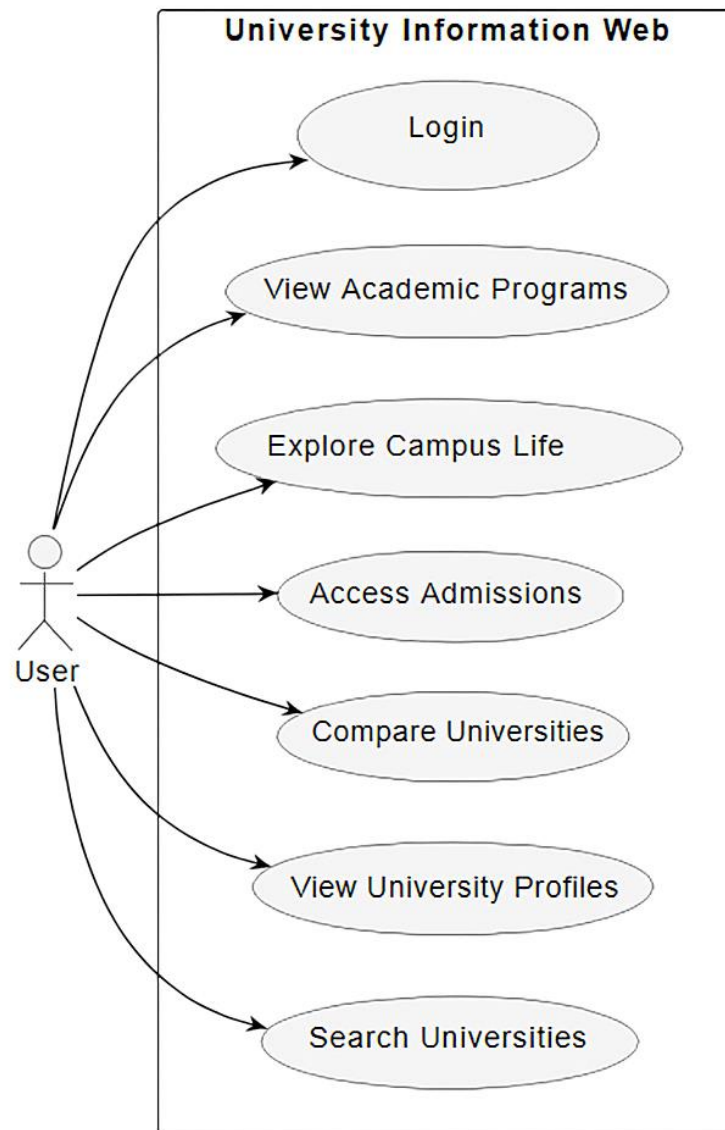 University Information Web
Login
View Academic Programs
Explore Campus Life
Access Admissions
User
Compare Universities
View University Profiles
Search Universities